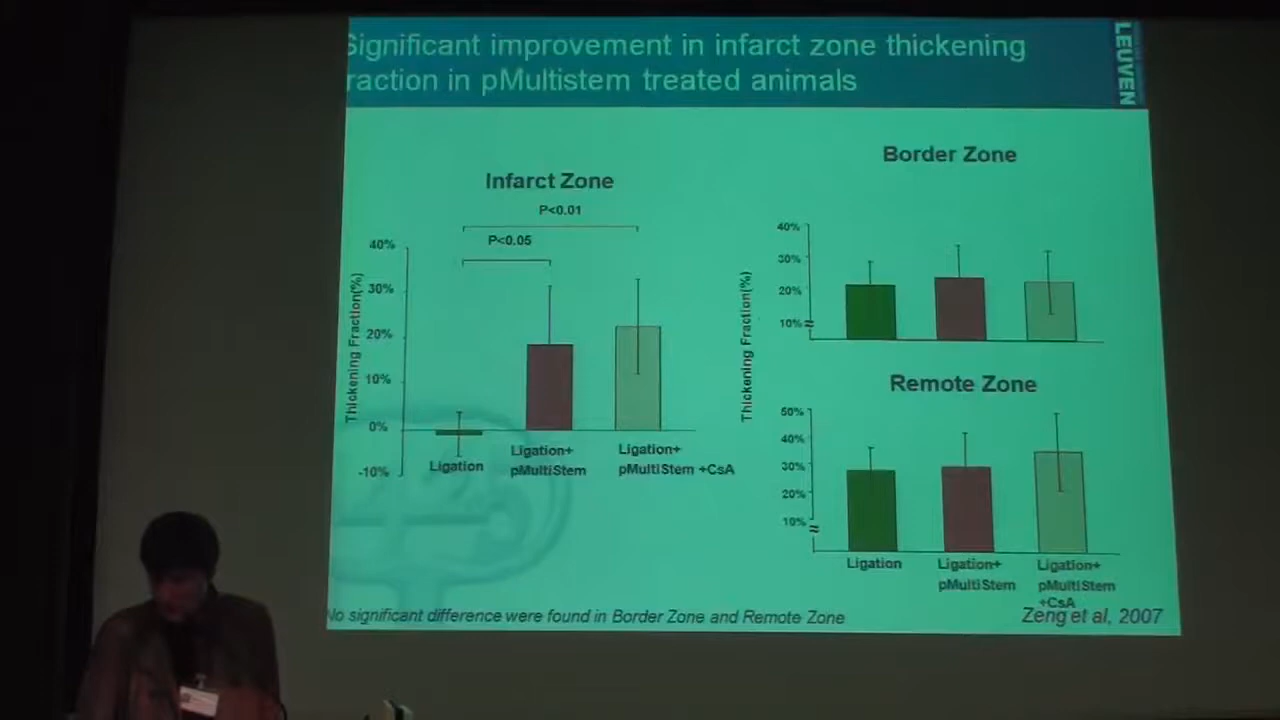 Significant improvement in infarct zone thickening
raction in pMultistem treated animals
LEUVEN
Infarct Zone
P<0.01
P<0.05
Thickening Fraction(%)
40%
30%
20%
10%
0%
-10%
Ligation
Ligation+
pMultiStem
Ligation+
pMultiStem +CsA
Border Zone
Thickening Fraction(%)
40%
30%
20%
10%
Remote Zone
50%
40%
30%
20%
10%
Ligation
Ligation+
pMultiStem
Ligation+
pMultiStem
+CsA
No significant difference were found in Border Zone and Remote Zone
Zeng et al, 2007